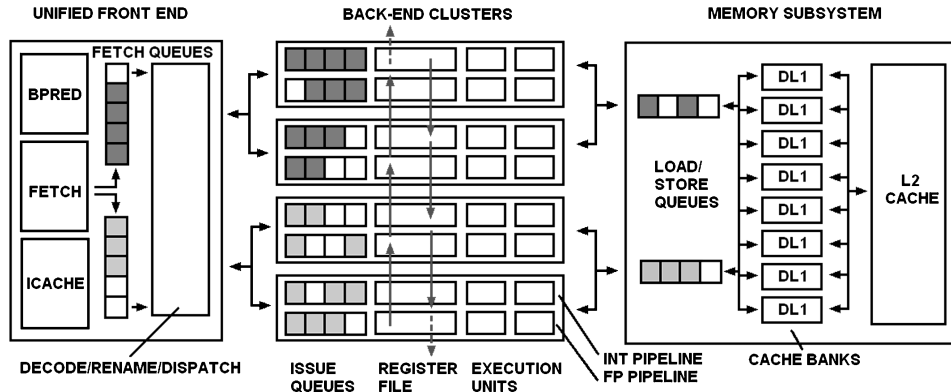 UNIFIED FRONT END
BACK-END CLUSTERS
MEMORY SUBSYSTEM
FETCH QUEUES
BPRED
FETCH
ICACHE
DECODE/RENAME/DISPATCH
ISSUE
QUEUES
REGISTER
FILE
EXECUTION
UNITS
INT PIPELINE
FP PIPELINE
LOAD/
STORE
QUEUES
DL1
DL1
DL1
DL1
DL1
DL1
DL1
DL1
L2
CACHE
CACHE BANKS